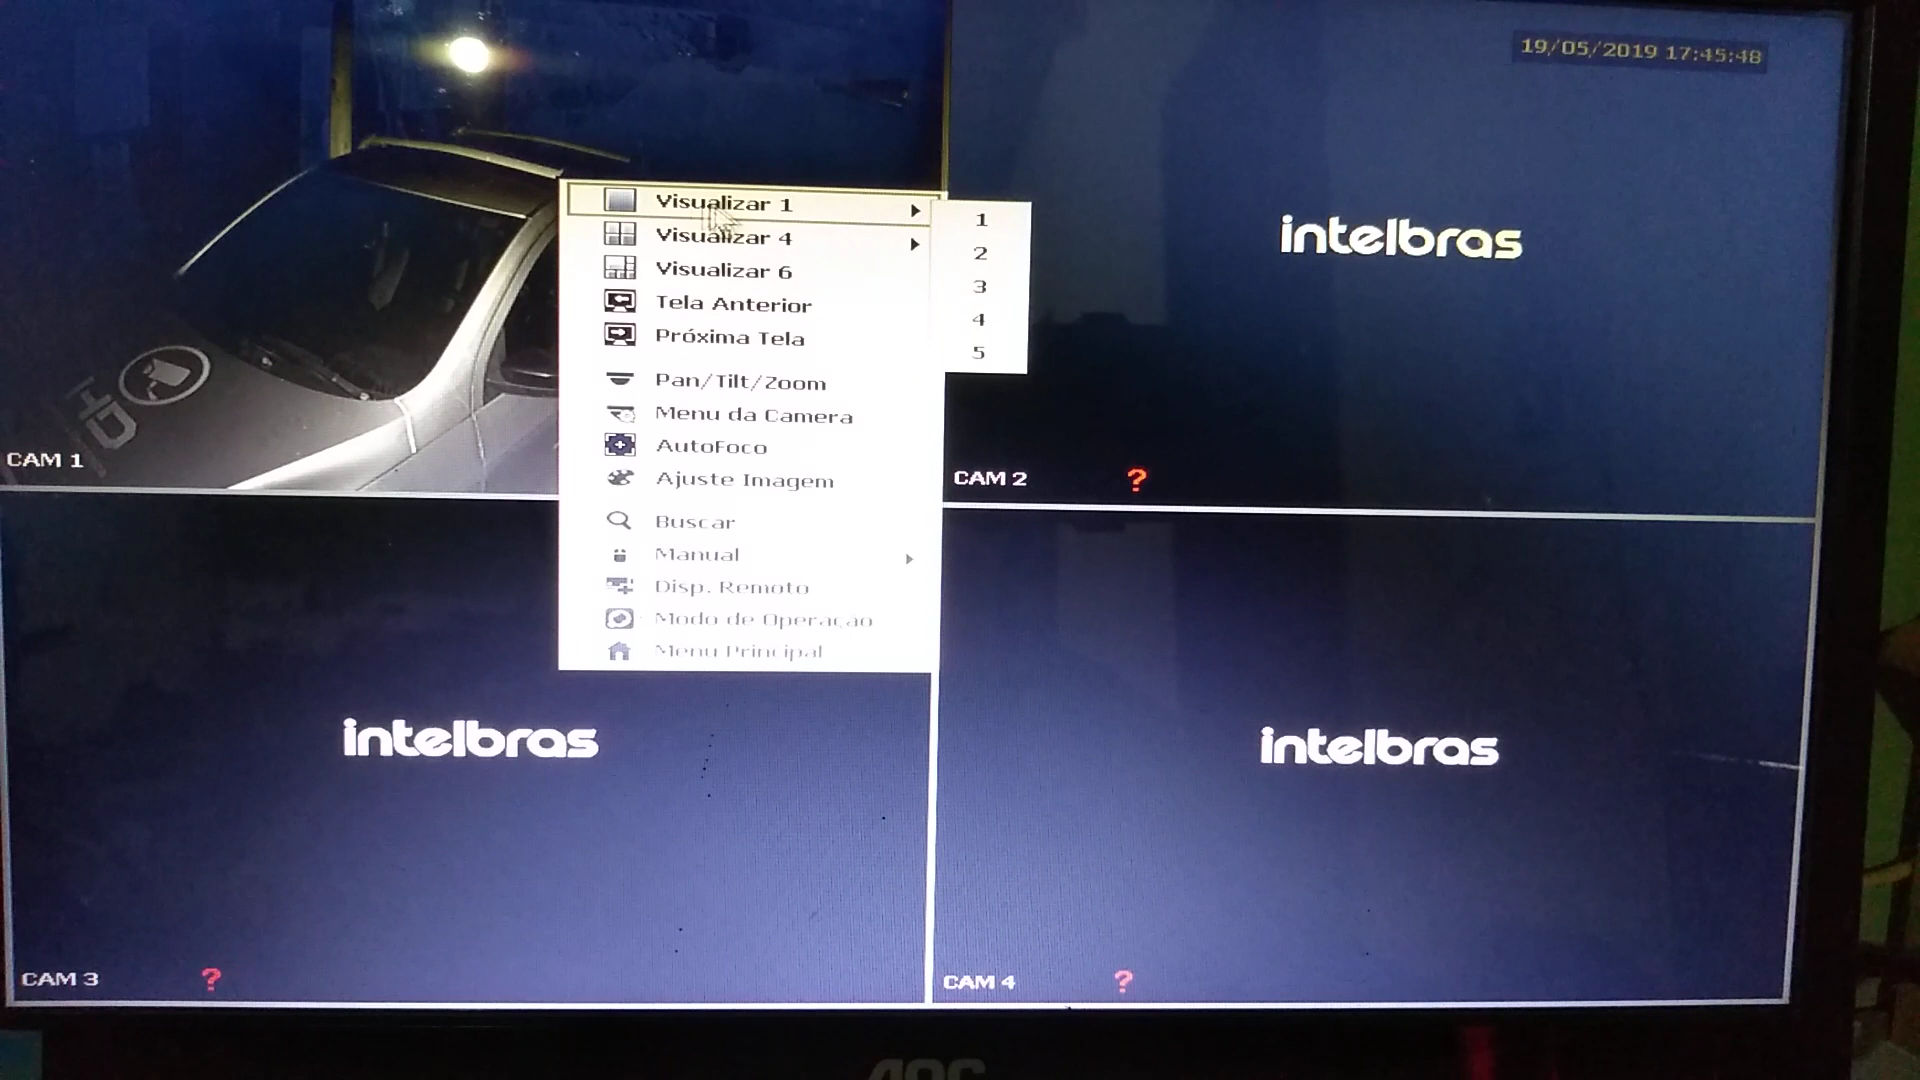 19/05/2019 17:45:48
intelbras
Visualizar 1
Visualizar 4
Visualizar 6
Tela Anterior
Próxima Tela
Pan/Tilt/Zoom
Menu da Camera
AutoFoco
Ajuste Imagem
Buscar
Manual
Disp. Remoto
Modo de Operação
Menu Principal
1
2
3
4
5
CAM 1
CAM 2 ?
intelbras
intelbras
CAM 3 ?
CAM 4 ?
AOC